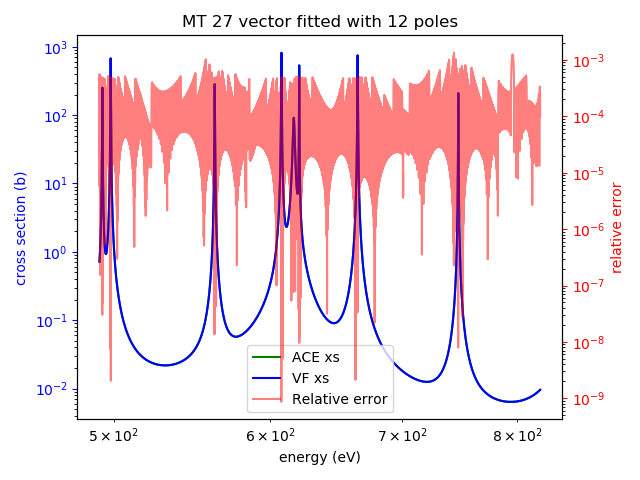 MT 27 vector fitted with 12 poles
10³
10²
10¹
10⁰
10⁻¹
10⁻²
cross section (b)
10⁻³
10⁻⁴
10⁻⁵
10⁻⁶
10⁻⁷
10⁻⁸
10⁻⁹
relative error
ACE xs
VF xs
Relative error
5 × 10² 6 × 10² 7 × 10² 8 × 10²
energy (eV)